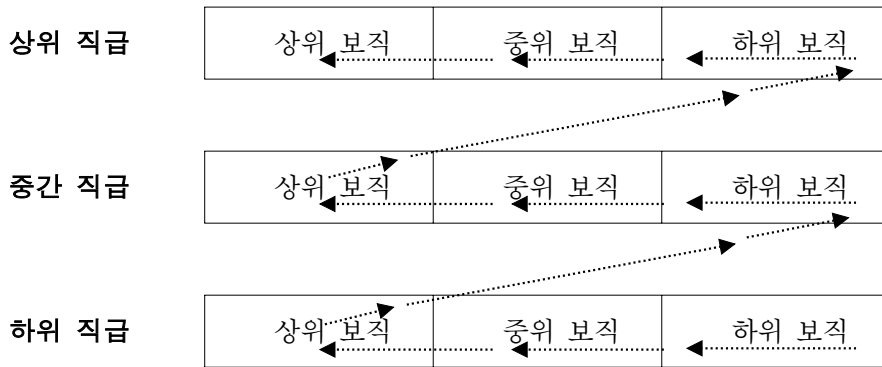 상위 직급 상위 보직 중위 보직 하위 보직
중간 직급 상위 보직 중위 보직 하위 보직
하위 직급 상위 보직 중위 보직 하위 보직